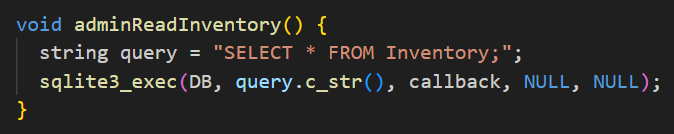 void adminReadInventory() {
string query = "SELECT * FROM Inventory;";
sqlite3_exec(DB, query.c_str(), callback, NULL, NULL);
}